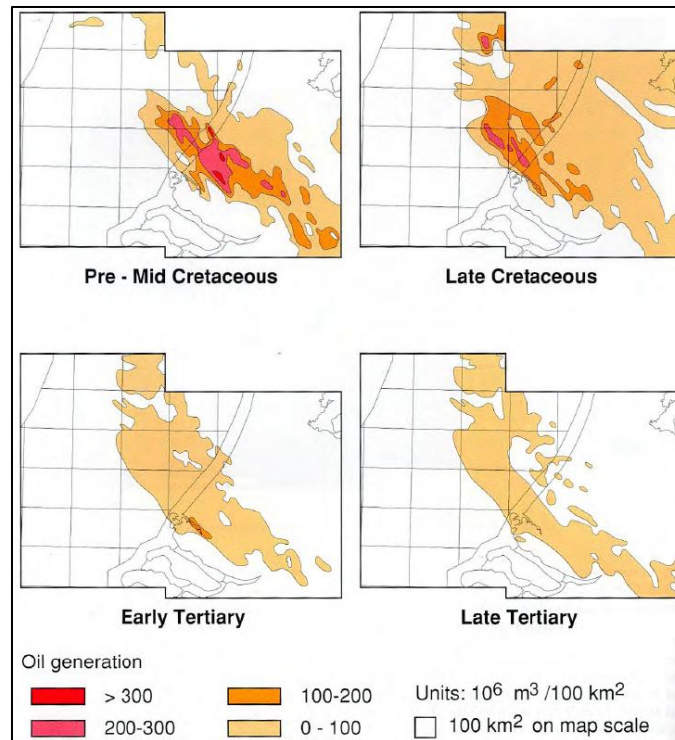 Pre - Mid Cretaceous
Late Cretaceous
Early Tertiary
Late Tertiary
Oil generation
> 300
100-200
Units: 10⁶ m³ /100 km²
200-300
0 - 100
100 km² on map scale